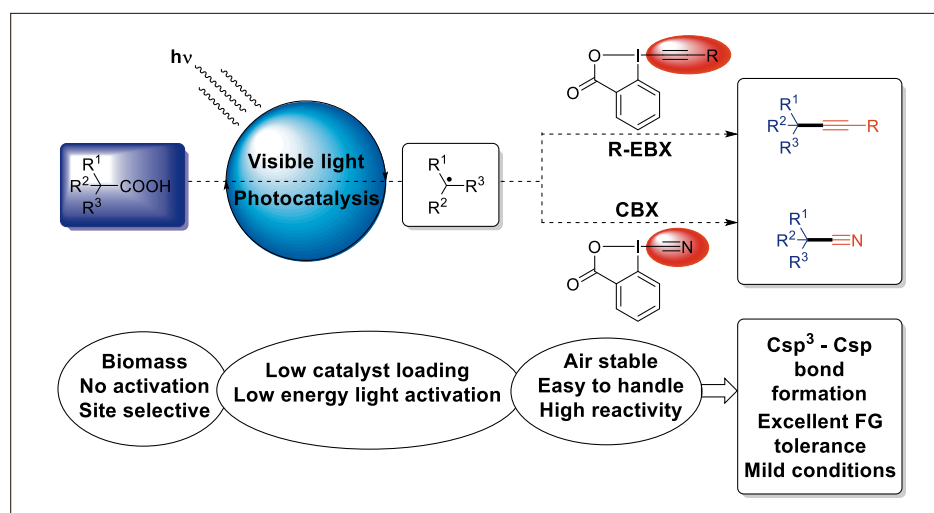 hν
R¹
R²
COOH
R³
Visible light
Photocatalysis
R¹
R³
R²
O
I
R
O
R-EBX
CBX
O
I
N
O
R¹
R²
R
R³
R¹
R²
N
R³
Biomass
No activation
Site selective
Low catalyst loading
Low energy light activation
Air stable
Easy to handle
High reactivity
Csp³ - Csp
bond
formation
Excellent FG
tolerance
Mild conditions